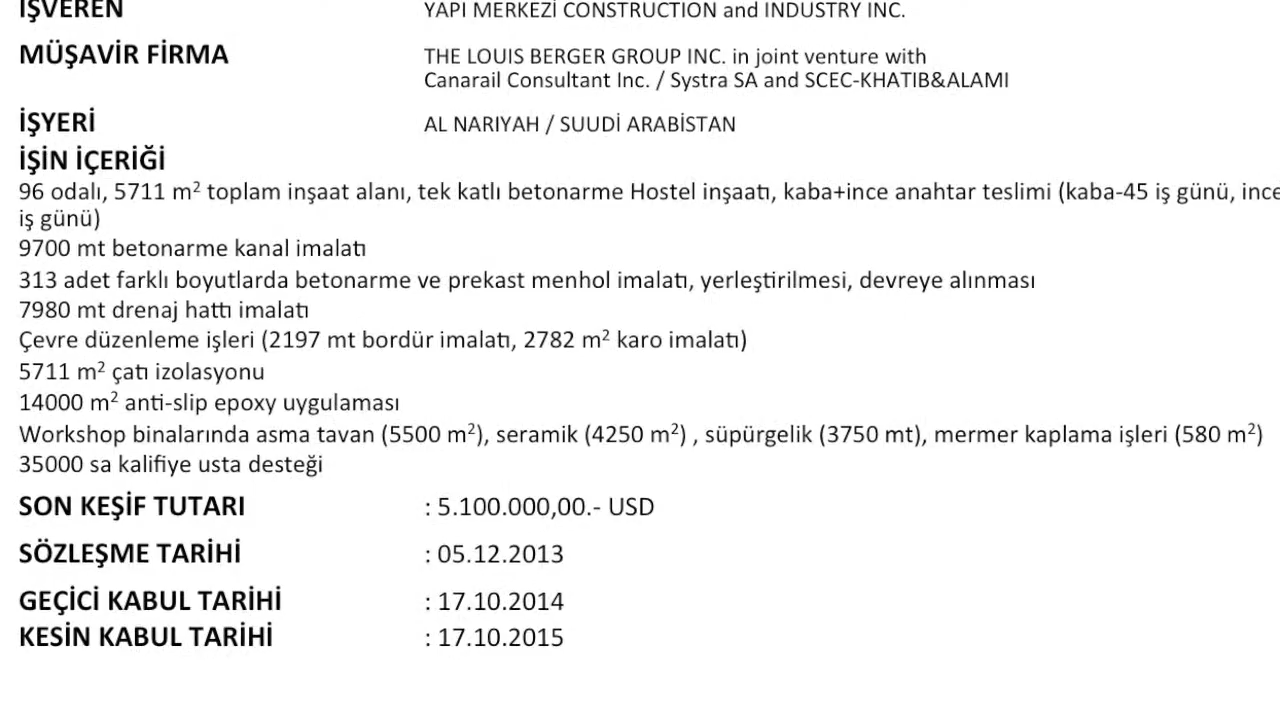 İŞVEREN YAPI MERKEZİ CONSTRUCTION and INDUSTRY INC.
MÜŞAVİR FİRMA THE LOUIS BERGER GROUP INC. in joint venture with
Canarail Consultant Inc. / Systra SA and SCEC-KHATIB&ALAMI
İŞYERİ AL NARIYAH / SUUDİ ARABİSTAN
İŞİN İÇERİĞİ
96 odalı, 5711 m² toplam inşaat alanı, tek katlı betonarme Hostel inşaatı, kaba+ince anahtar teslimi (kaba-45 iş günü, ince
iş günü)
9700 mt betonarme kanal imalatı
313 adet farklı boyutlarda betonarme ve prekast menhol imalatı, yerleştirilmesi, devreye alınması
7980 mt drenaj hattı imalatı
Çevre düzenleme işleri (2197 mt bordür imalatı, 2782 m² karo imalatı)
5711 m² çatı izolasyonu
14000 m² anti-slip epoxy uygulaması
Workshop binalarında asma tavan (5500 m²), seramik (4250 m²) , süpürgelik (3750 mt), mermer kaplama işleri (580 m²)
35000 sa kalifiye usta desteği
SON KEŞİF TUTARI : 5.100.000,00.- USD
SÖZLEŞME TARİHİ : 05.12.2013
GEÇİCİ KABUL TARİHİ : 17.10.2014
KESİN KABUL TARİHİ : 17.10.2015